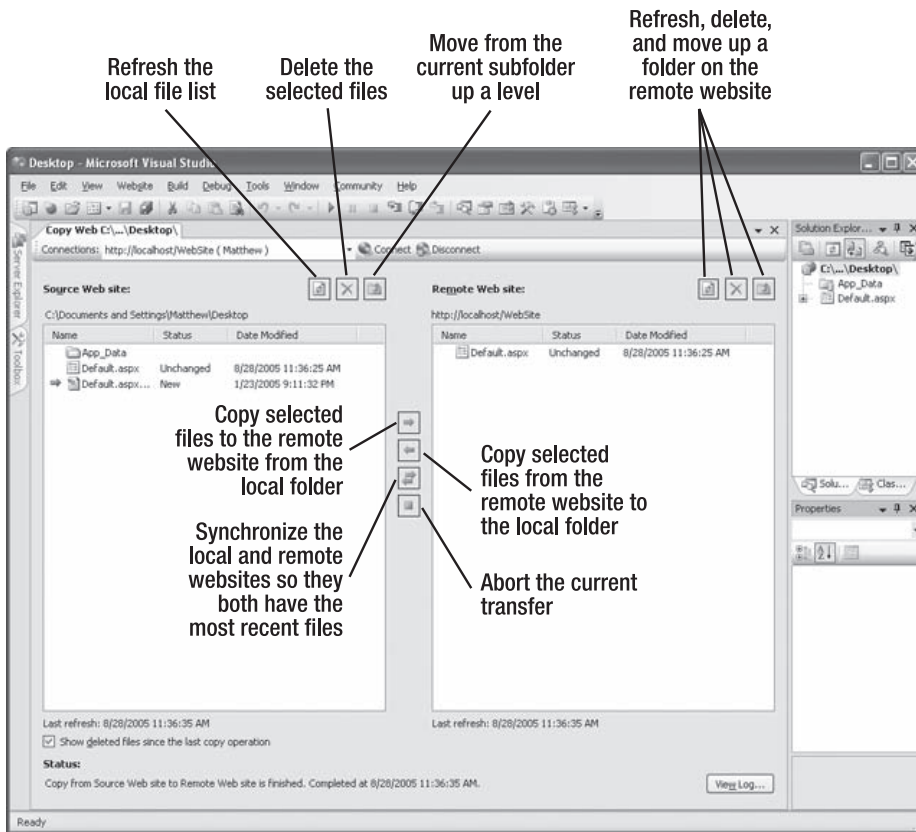 Refresh the
local file list
Delete the
selected files
Move from the
current subfolder
up a level
Refresh, delete,
and move up a
folder on the
remote website
Desktop - Microsoft Visual Studio
File Edit View Website Build Debug Tools Window Community Help
Copy Web C:\...\Desktop\
Connections: http://localhost/WebSite ( Matthew )
Connect
Disconnect
Server Explorer
Toolbox
Source Web site:
C:\Documents and Settings\Matthew\Desktop
Name Status Date Modified
App_Data
Default.aspx Unchanged 8/28/2005 11:36:25 AM
Default.aspx... New 1/23/2005 9:11:32 PM
Copy selected
files to the remote
website from the
local folder
Synchronize the
local and remote
websites so they
both have the
most recent files
Remote Web site:
http://localhost/WebSite
Name Status Date Modified
Default.aspx Unchanged 8/28/2005 11:36:25 AM
Copy selected
files from the
remote website to
the local folder
Abort the current
transfer
Last refresh: 8/28/2005 11:36:35 AM
Last refresh: 8/28/2005 11:36:35 AM
Show deleted files since the last copy operation
Status:
Copy from Source Web site to Remote Web site is finished. Completed at 8/28/2005 11:36:35 AM.
View Log...
Solution Explor...
C:\...\Desktop\
App_Data
Default.aspx
Solu... Clas...
Properties
Ready